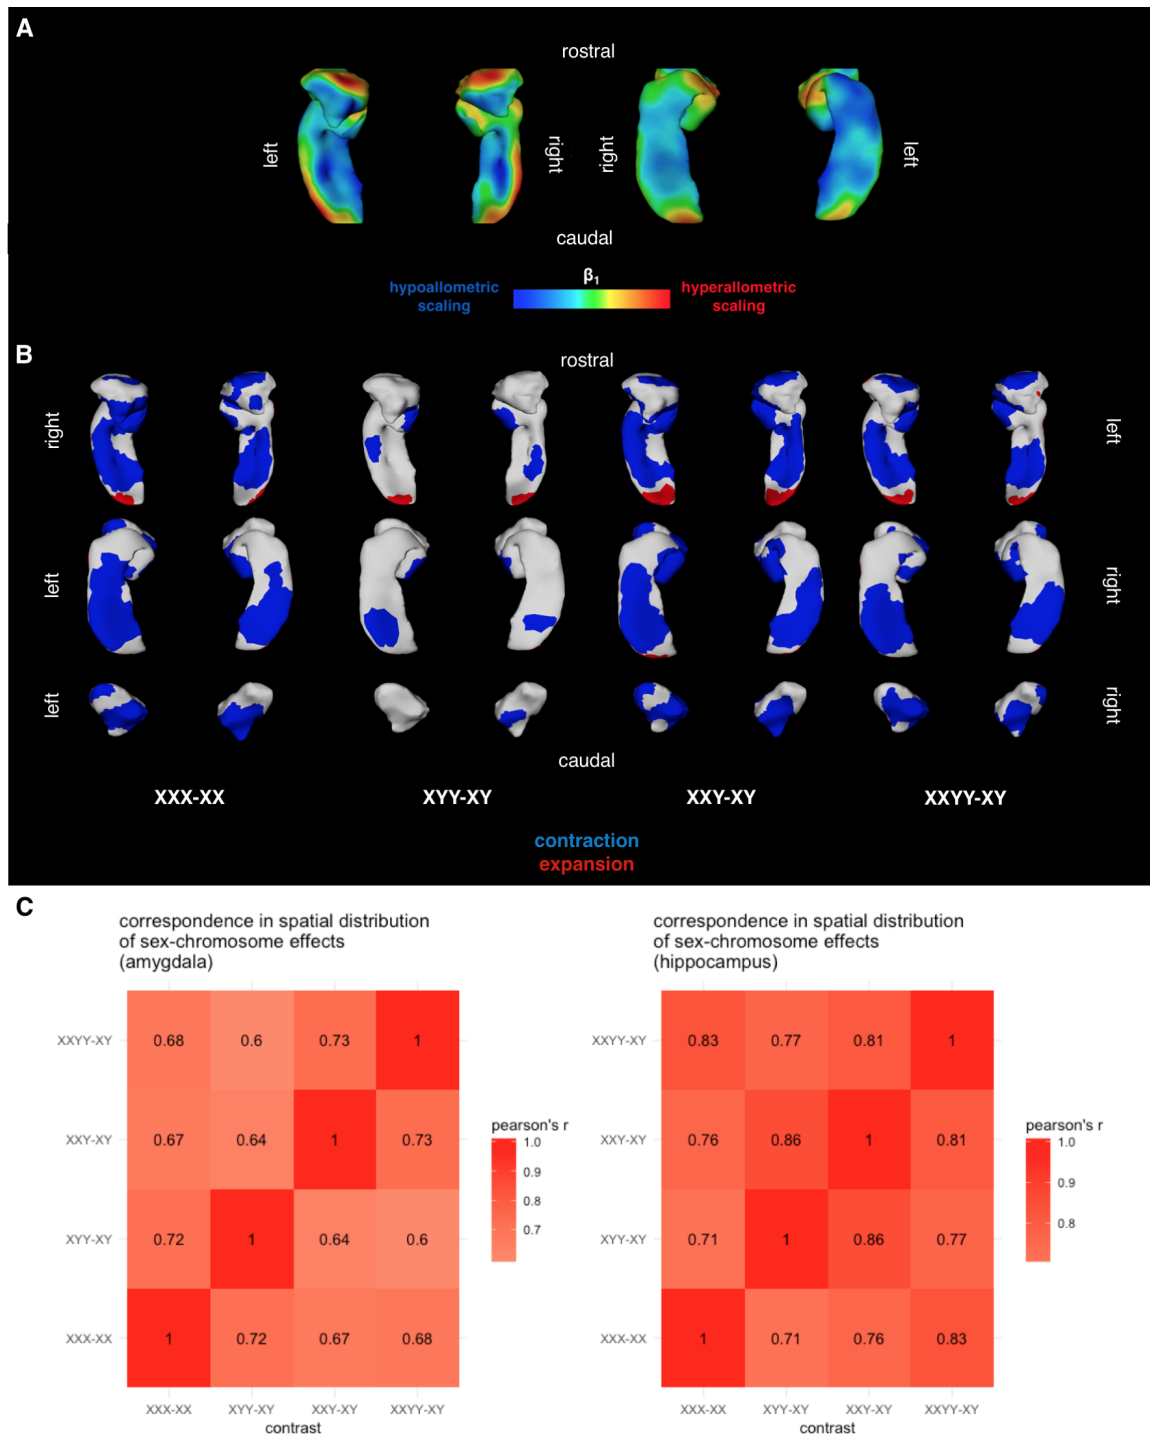 A
rostral
left
right
right
left
caudal
β1
hypoallometric
scaling
hyperallometric
scaling
B
rostral
right
left
left
right
left
right
caudal
XXX-XX
XYY-XY
XXY-XY
XXYY-XY
contraction
expansion
C
correspondence in spatial distribution
of sex-chromosome effects
(amygdala)
XXYY-XY
0.68
0.6
0.73
1
XXY-XY
0.67
0.64
1
0.73
XYY-XY
0.72
1
0.64
0.6
XXX-XX
1
0.72
0.67
0.68
XXX-XX
XYY-XY
XXY-XY
XXYY-XY
contrast
pearson's r
1.0
0.9
0.8
0.7
correspondence in spatial distribution
of sex-chromosome effects
(hippocampus)
XXYY-XY
0.83
0.77
0.81
1
XXY-XY
0.76
0.86
1
0.81
XYY-XY
0.71
1
0.86
0.77
XXX-XX
1
0.71
0.76
0.83
XXX-XX
XYY-XY
XXY-XY
XXYY-XY
contrast
pearson's r
1.0
0.9
0.8